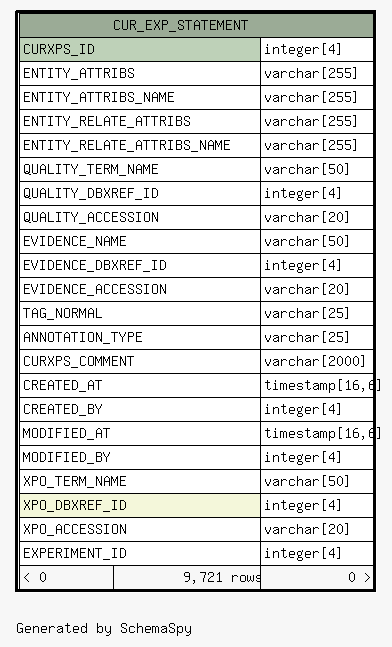 CUR_EXP_STATEMENT
CURXPS_ID integer[4]
ENTITY_ATTRIBS varchar[255]
ENTITY_ATTRIBS_NAME varchar[255]
ENTITY_RELATE_ATTRIBS varchar[255]
ENTITY_RELATE_ATTRIBS_NAME varchar[255]
QUALITY_TERM_NAME varchar[50]
QUALITY_DBXREF_ID integer[4]
QUALITY_ACCESSION varchar[20]
EVIDENCE_NAME varchar[50]
EVIDENCE_DBXREF_ID integer[4]
EVIDENCE_ACCESSION varchar[20]
TAG_NORMAL varchar[25]
ANNOTATION_TYPE varchar[25]
CURXPS_COMMENT varchar[2000]
CREATED_AT timestamp[16,6]
CREATED_BY integer[4]
MODIFIED_AT timestamp[16,6]
MODIFIED_BY integer[4]
XPO_TERM_NAME varchar[50]
XPO_DBXREF_ID integer[4]
XPO_ACCESSION varchar[20]
EXPERIMENT_ID integer[4]
< 0 9,721 rows 0 >
Generated by SchemaSpy